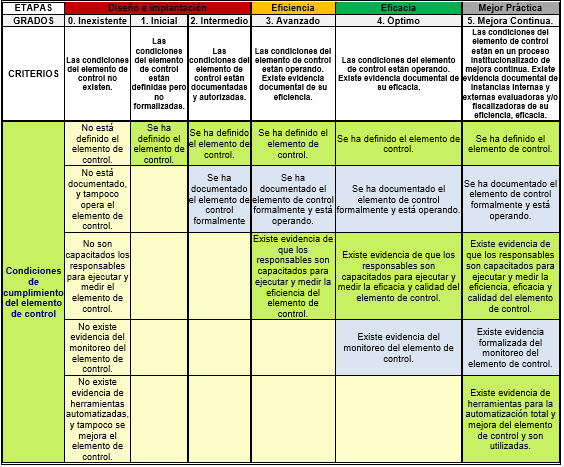 ETAPAS
Diseño e implantación
Eficiencia
Eficacia
Mejor Práctica
GRADOS
0. Inexistente
1. Inicial
2. Intermedio
3. Avanzado
4. Óptimo
5. Mejora Continua.
CRITERIOS
Las condiciones
del elemento de
control no
existen.
Las
condiciones
del elemento
de control
están
definidas pero
no
formalizadas.
Las
condiciones
del elemento
de control
están
documentadas
y autorizadas.
Las condiciones del
elemento de control
están operando.
Existe evidencia
documental de su
eficiencia.
Las condiciones del elemento
de control están operando.
Existe evidencia documental de
su eficacia.
Las condiciones del
elemento de control
están en un proceso
institucionalizado de
mejora continua. Existe
evidencia documental de
instancias internas y
externas evaluadoras y/o
fiscalizadoras de su
eficiencia, eficacia.
Condiciones
de
cumplimiento
del elemento
de control
No está
definido el
elemento de
control.
Se ha
definido el
elemento de
control.
Se ha definido
el elemento de
control.
Se ha definido el
elemento de
control.
Se ha definido el elemento de
control.
Se ha definido el
elemento de control.
No está
documentado,
y tampoco
opera el
elemento de
control.
Se ha
documentado
el elemento de
control
formalmente
Se ha
documentado el
elemento de control
formalmente y está
operando.
Se ha documentado el
elemento de control
formalmente y está operando.
Se ha documentado el
elemento de control
formalmente y está
operando.
No son
capacitados los
responsables
para ejecutar y
medir el
elemento de
control.
Existe evidencia de
que los
responsables son
capacitados para
ejecutar y medir la
eficiencia del
elemento de
control.
Existe evidencia de que los
responsables son
capacitados para ejecutar y
medir la eficacia y calidad del
elemento de control.
Existe evidencia de
que los responsables
son capacitados para
ejecutar y medir la
eficiencia, eficacia y
calidad del elemento
de control.
No existe
evidencia del
monitoreo del
elemento de
control.
Existe evidencia del
monitoreo del elemento de
control.
Existe evidencia
formalizada del
monitoreo del
elemento de control.
No existe
evidencia de
herramientas
automatizadas,
y tampoco se
mejora el
elemento de
control.
Existe evidencia de
herramientas para la
automatización total y
mejora del elemento
de control y son
utilizadas.